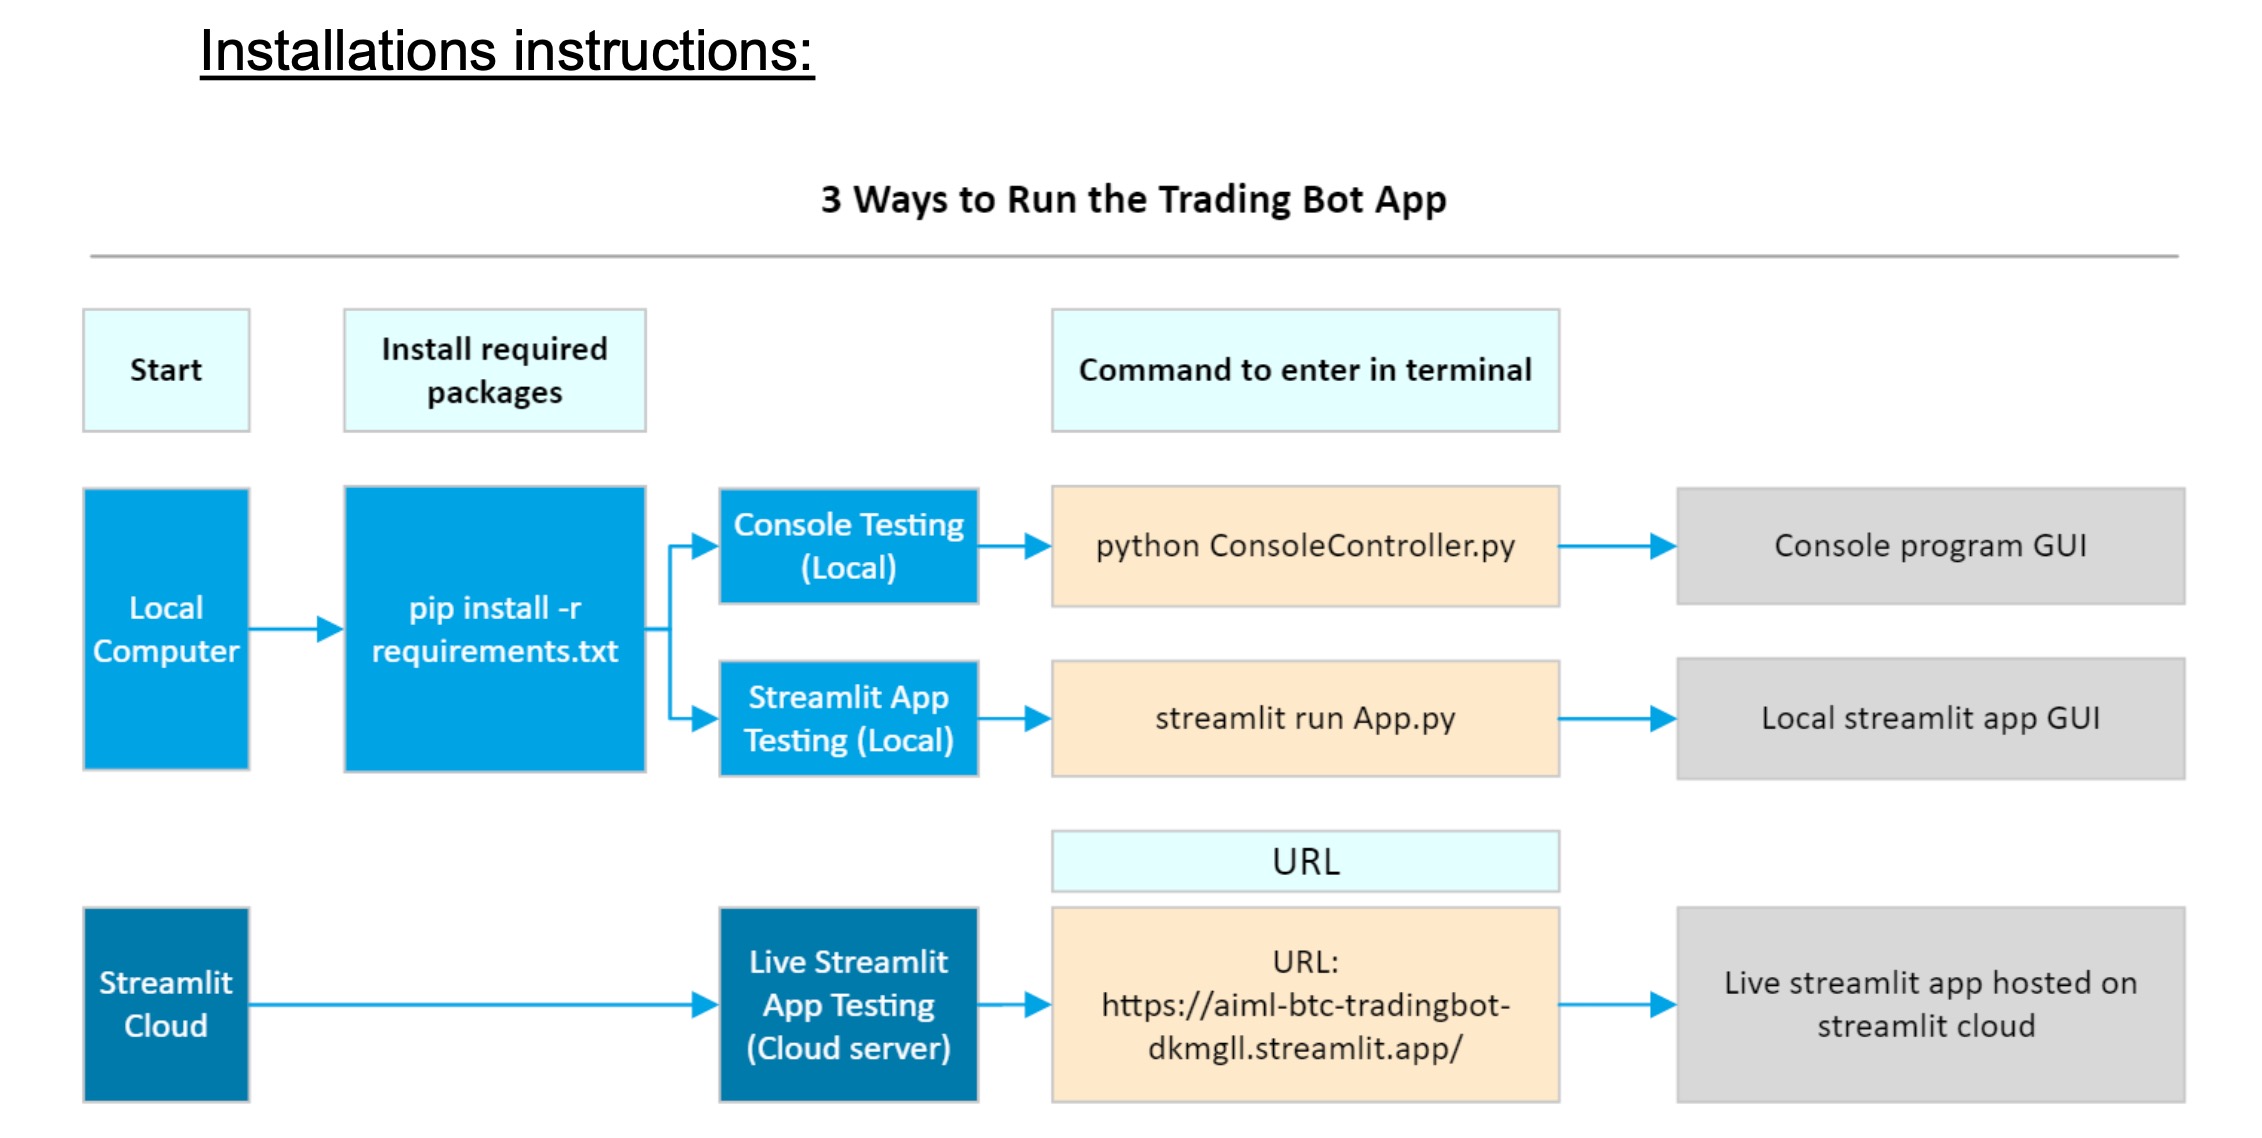 Installations instructions:
3 Ways to Run the Trading Bot App
Start
Install required
packages
Command to enter in terminal
Local
Computer
pip install -r
requirements.txt
Console Testing
(Local)
python ConsoleController.py
Console program GUI
Streamlit App
Testing (Local)
streamlit run App.py
Local streamlit app GUI
URL
Streamlit
Cloud
Live Streamlit
App Testing
(Cloud server)
URL:
https://aiml-btc-tradingbot-
dkmgll.streamlit.app/
Live streamlit app hosted on
streamlit cloud